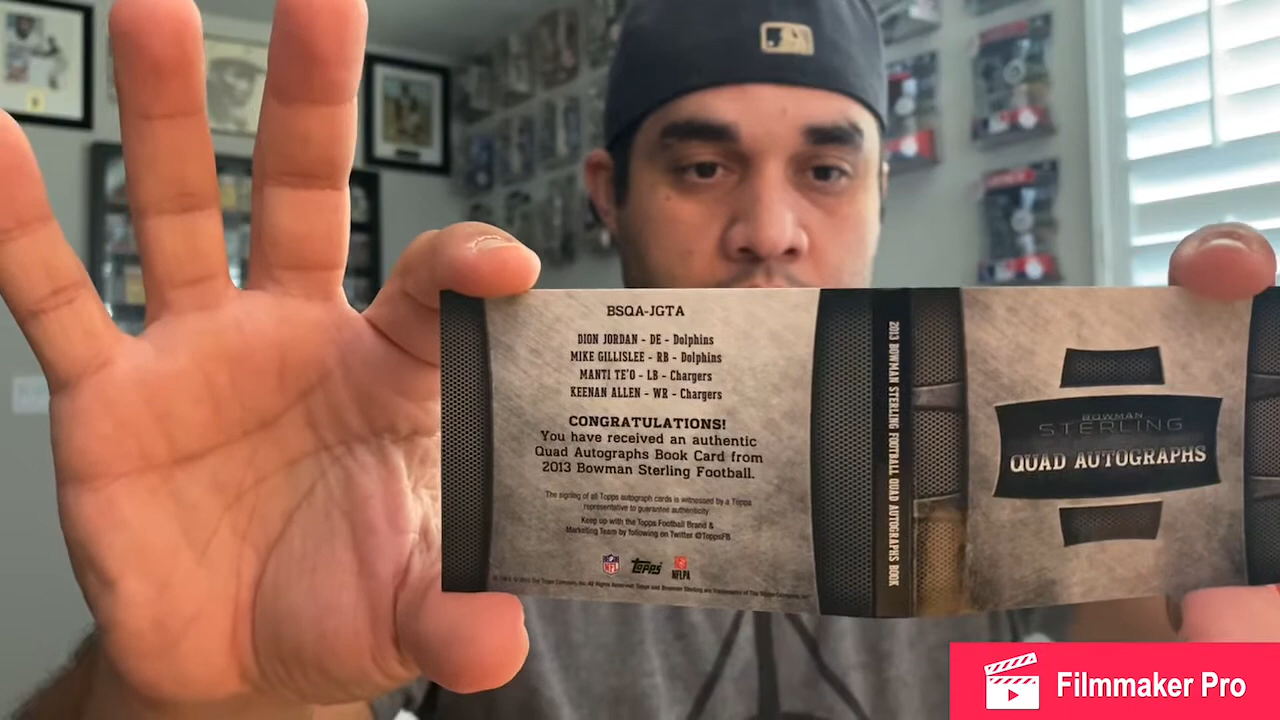 BSQA-JGTA
DION JORDAN - DE - Dolphins
MIKE GILLISLEE - RB - Dolphins
MANTI TE'O - LB - Chargers
KEENAN ALLEN - WR - Chargers
CONGRATULATIONS!
You have received an authentic
Quad Autographs Book Card from
2013 Bowman Sterling Football.
The signing of all Topps autograph cards is witnessed by a Topps
representative to guarantee authenticity.
Keep up with the Topps Football Brand &
Marketing Team by following on Twitter @ToppsFB
NFL
Topps
NFLPA
2013 BOWMAN STERLING FOOTBALL QUAD AUTOGRAPHS BOOK
BOWMAN
STERLING
QUAD AUTOGRAPHS
Filmmaker Pro